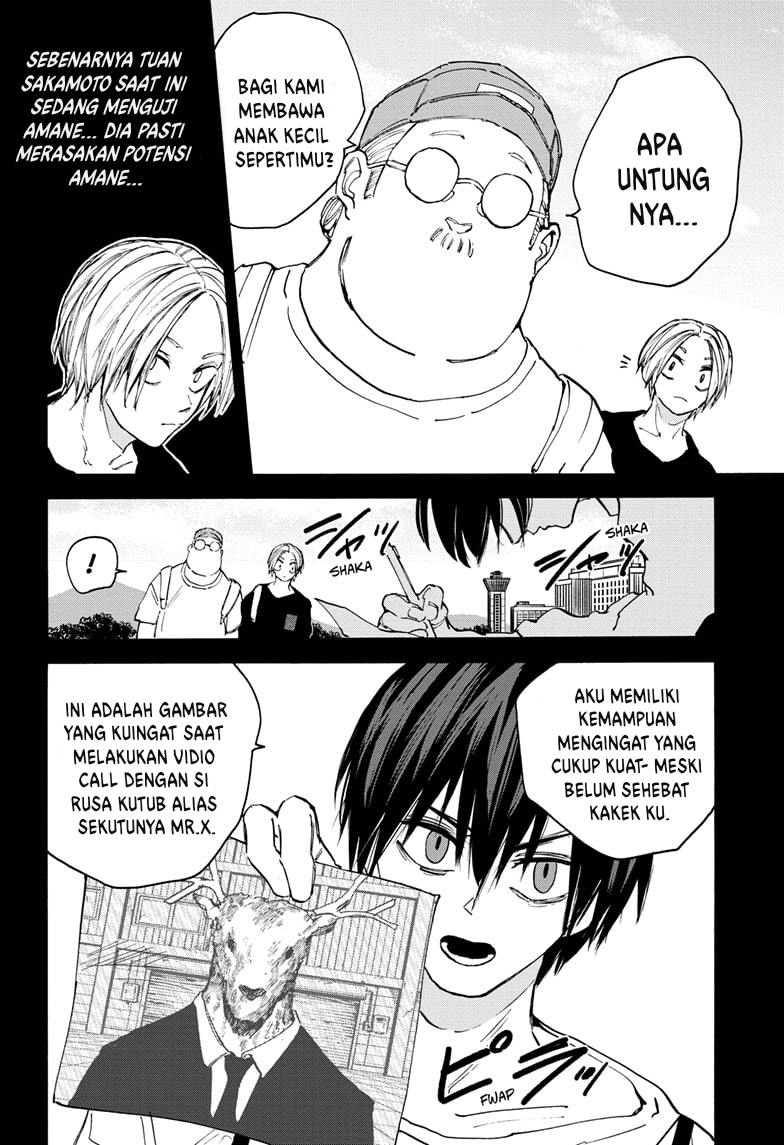 APA
UNTUNG
NYA...
BAGI KAMI
MEMBAWA
ANAK KECIL
SEPERTIMU?
SEBENARNYA TUAN
SAKAMOTO SAAT INI
SEDANG MENGUJI
AMANE... DIA PASTI
MERASAKAN POTENSI
AMANE...
シャッ
SHAKA
シャッ
SHAKA
!
AKU MEMILIKI
KEMAMPUAN
MENGINGAT YANG
CUKUP KUAT- MESKI
BELUM SEHEBAT
KAKEK KU.
INI ADALAH GAMBAR
YANG KUINGAT SAAT
MELAKUKAN VIDIO
CALL DENGAN SI
RUSA KUTUB ALIAS
SEKUTUNYA MR.X.
ピラッ
FWAP